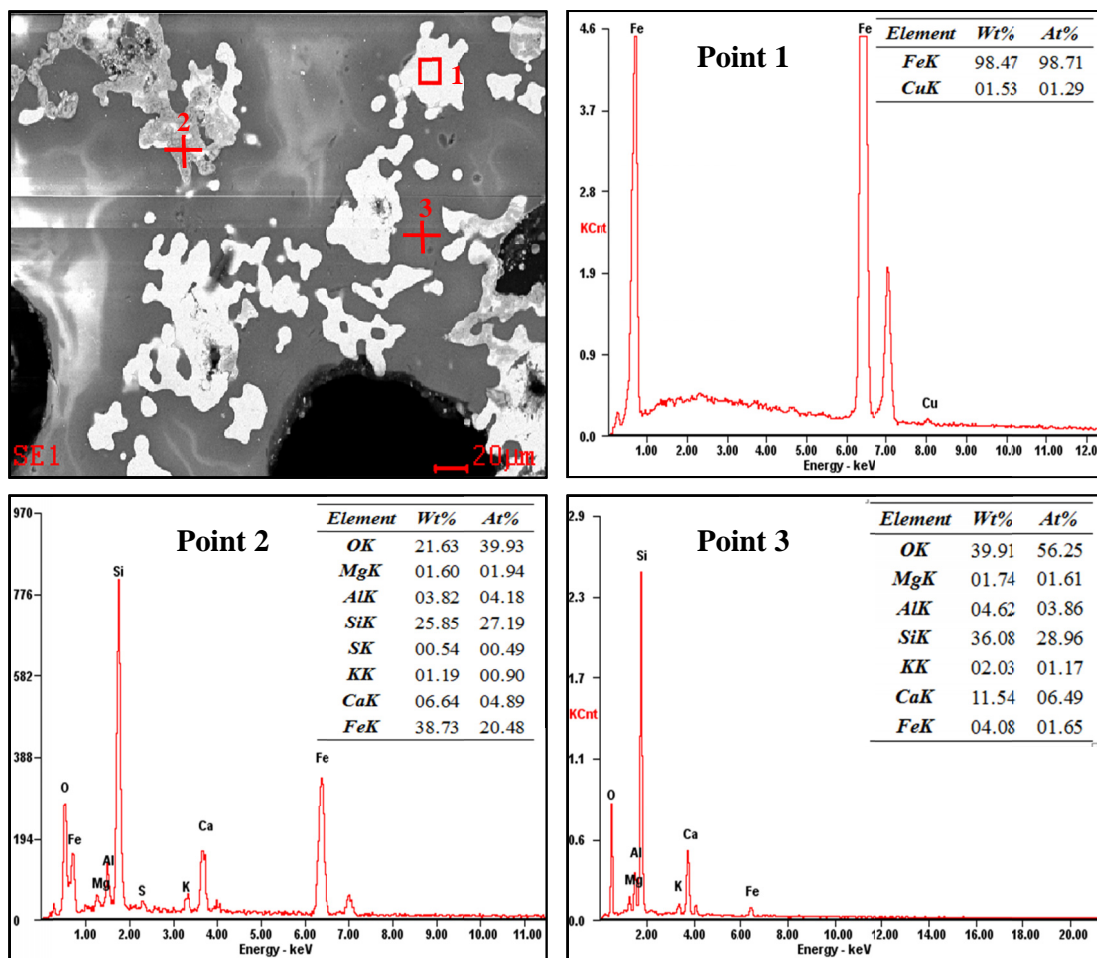 1
2
3
SE1
20µm
Point 1
Element Wt% At%
FeK 98.47 98.71
CuK 01.53 01.29
Fe
Fe
Cu
4.6
3.7
2.8
KCnt
1.9
0.9
0.0
1.00 2.00 3.00 4.00 5.00 6.00 7.00 8.00 9.00 10.00 11.00 12.00
Energy - keV
Point 2
Element Wt% At%
OK 21.63 39.93
MgK 01.60 01.94
AlK 03.82 04.18
SiK 25.85 27.19
SK 00.54 00.49
KK 01.19 00.90
CaK 06.64 04.89
FeK 38.73 20.48
970
776
582
388
194
0
Si
O
Fe
Mg
Al
S
K
Ca
Fe
1.00 2.00 3.00 4.00 5.00 6.00 7.00 8.00 9.00 10.00 11.00
Energy - keV
Point 3
Element Wt% At%
OK 39.91 56.25
MgK 01.74 01.61
AlK 04.62 03.86
SiK 36.08 28.96
KK 02.03 01.17
CaK 11.54 06.49
FeK 04.08 01.65
2.9
2.3
1.7
KCnt
1.1
0.6
0.0
Si
O
Al
Mg
K
Ca
Fe
2.00 4.00 6.00 8.00 10.00 12.00 14.00 16.00 18.00 20.00
Energy - keV